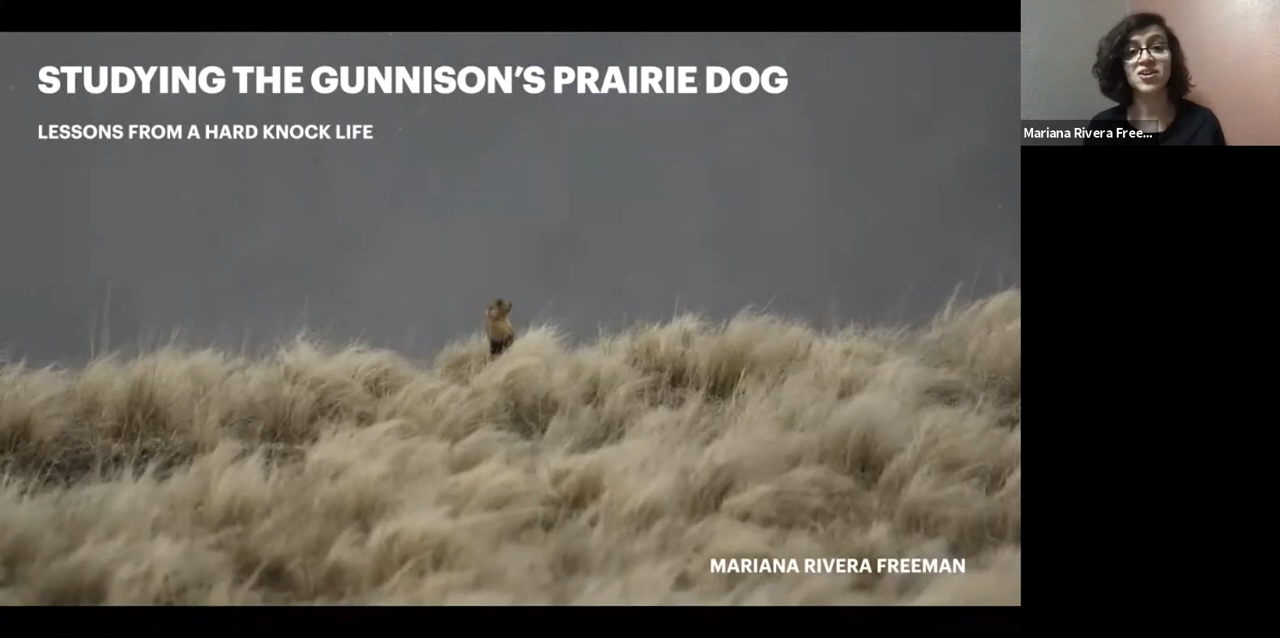 STUDYING THE GUNNISON'S PRAIRIE DOG
LESSONS FROM A HARD KNOCK LIFE
Mariana Rivera Free...
MARIANA RIVERA FREEMAN